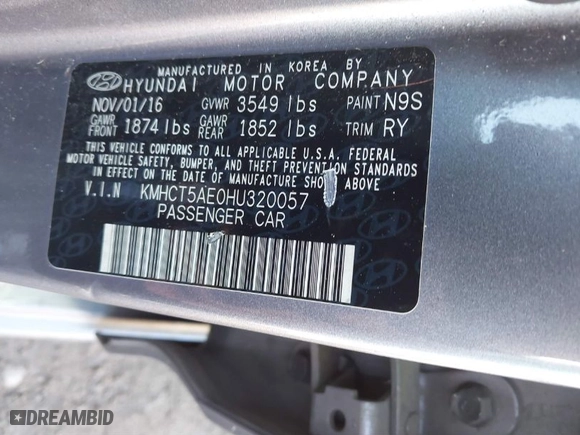 MANUFACTURED IN KOREA BY
HYUNDAI MOTOR COMPANY
NOV/01/16 GVWR 3549 lbs PAINT N9S
GAWR FRONT 1874 lbs GAWR REAR 1852 lbs TRIM RY
THIS VEHICLE CONFORMS TO ALL APPLICABLE U.S.A. FEDERAL
MOTOR VEHICLE SAFETY, BUMPER, AND THEFT PREVENTION STANDARDS
IN EFFECT ON THE DATE OF MANUFACTURE SHOWN ABOVE.
V.I.N KMHCT5AE0HU320057
PASSENGER CAR
DREAMBID